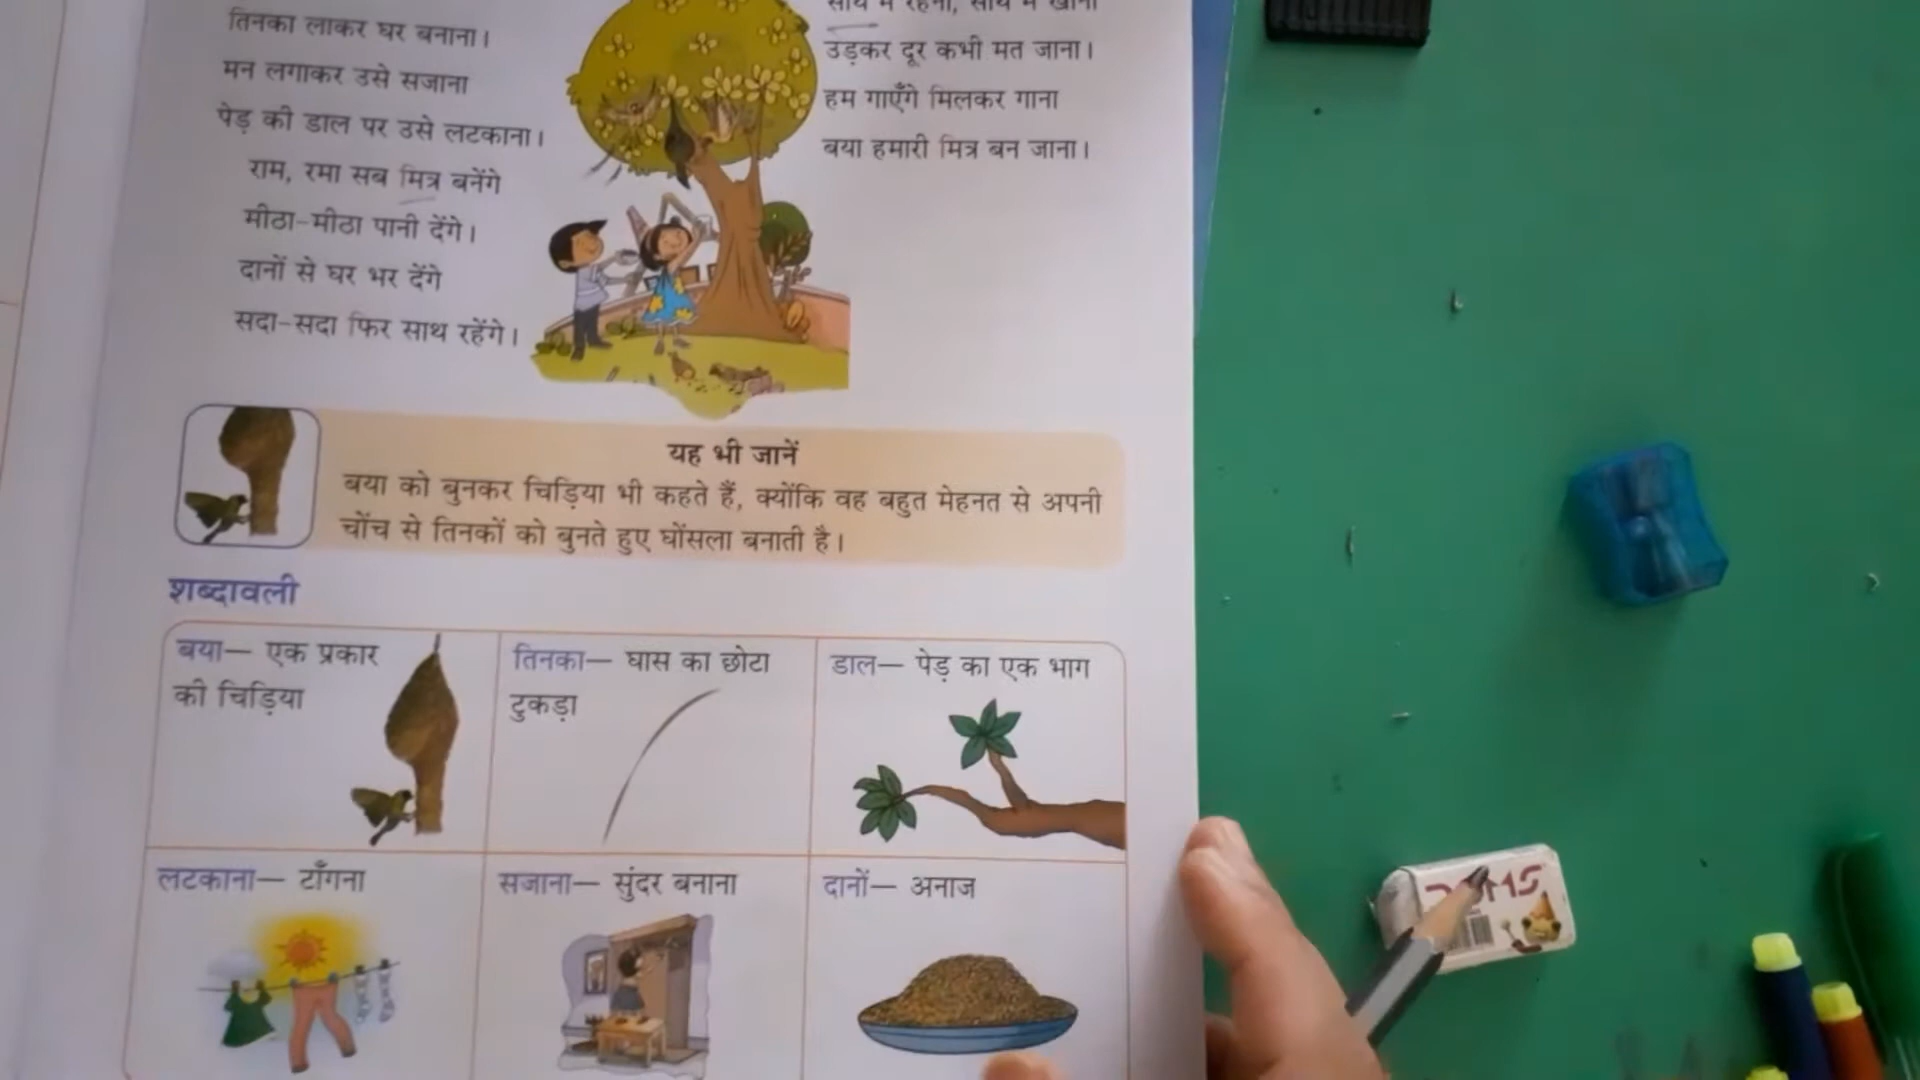 तिनका लाकर घर बनाना।
मन लगाकर उसे सजाना
पेड़ की डाल पर उसे लटकाना।
राम, रमा सब मित्र बनेंगे
मीठा-मीठा पानी देंगे।
दानों से घर भर देंगे
सदा-सदा फिर साथ रहेंगे।
साथ में रहना, साथ में खाना
उड़कर दूर कभी मत जाना।
हम गाएँगे मिलकर गाना
बया हमारी मित्र बन जाना।
यह भी जानें
बया को बुनकर चिड़िया भी कहते हैं, क्योंकि वह बहुत मेहनत से अपनी
चोंच से तिनकों को बुनते हुए घोंसला बनाती है।
शब्दावली
बया— एक प्रकार
की चिड़िया
तिनका— घास का छोटा
टुकड़ा
डाल— पेड़ का एक भाग
लटकाना— टाँगना
सजाना— सुंदर बनाना
दानों— अनाज